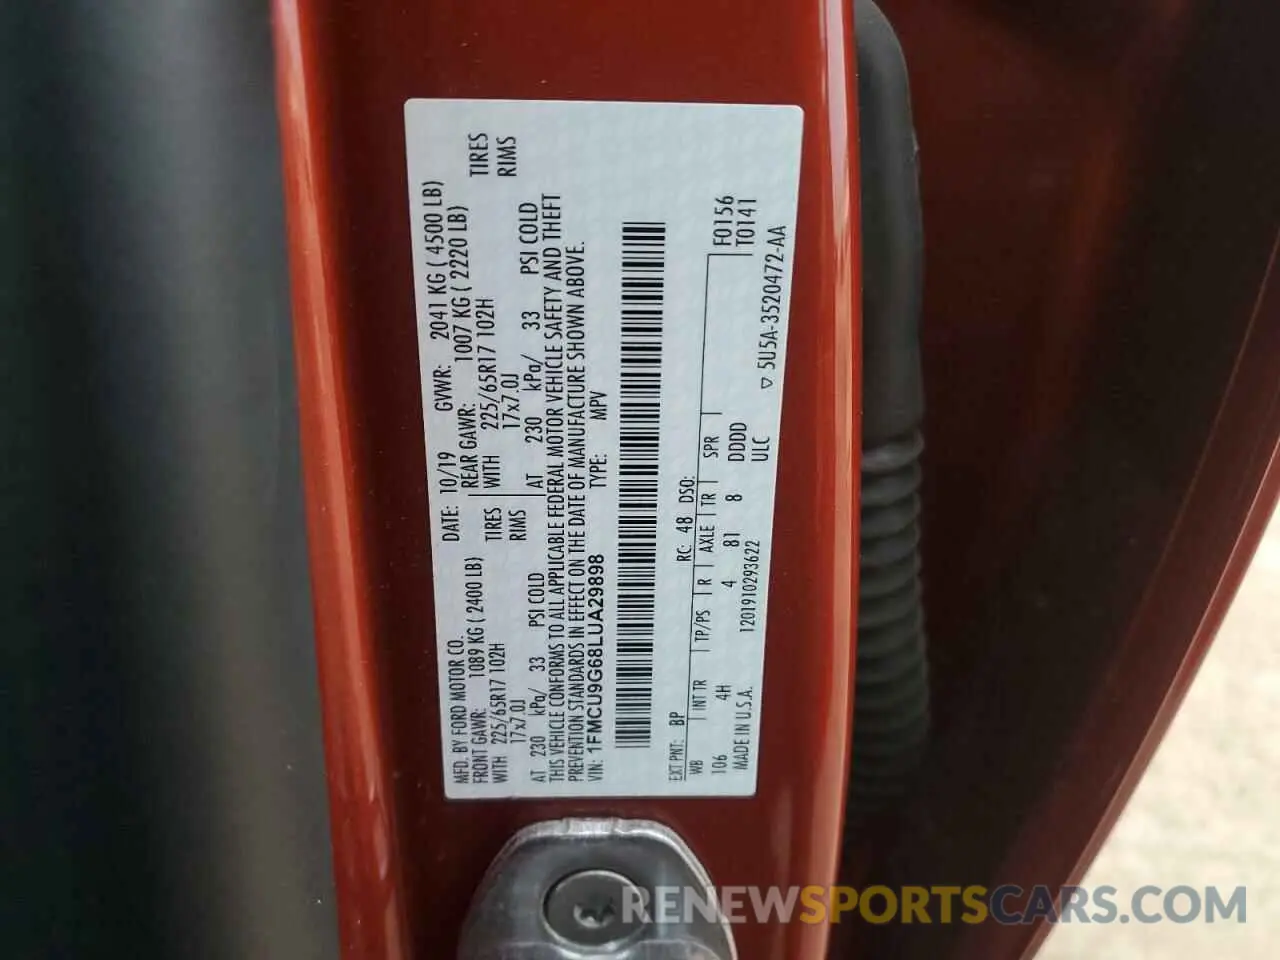 MFD. BY FORD MOTOR CO.
DATE: 10/19 GVWR: 2041 KG ( 4500 LB)
FRONT GAWR: 1089 KG ( 2400 LB)
REAR GAWR: 1007 KG ( 2220 LB)
WITH 225/65R17 102H TIRES
WITH 225/65R17 102H TIRES
17x7.0J RIMS
17x7.0J RIMS
AT 230 kPa/ 33 PSI COLD
AT 230 kPa/ 33 PSI COLD
THIS VEHICLE CONFORMS TO ALL APPLICABLE FEDERAL MOTOR VEHICLE SAFETY AND THEFT
PREVENTION STANDARDS IN EFFECT ON THE DATE OF MANUFACTURE SHOWN ABOVE.
VIN: 1FMCU9G68LUA29898 TYPE: MPV
EXT PNT: BP RC: 48 DSO:
WB INT TR TP/PS R AXLE TR SPR F0156
106 4H 4 81 8 DDDD T0141
MADE IN U.S.A. 1201910293622 ULC
▽ 5U5A-3520472-AA
RENEWSPORTSCARS.COM